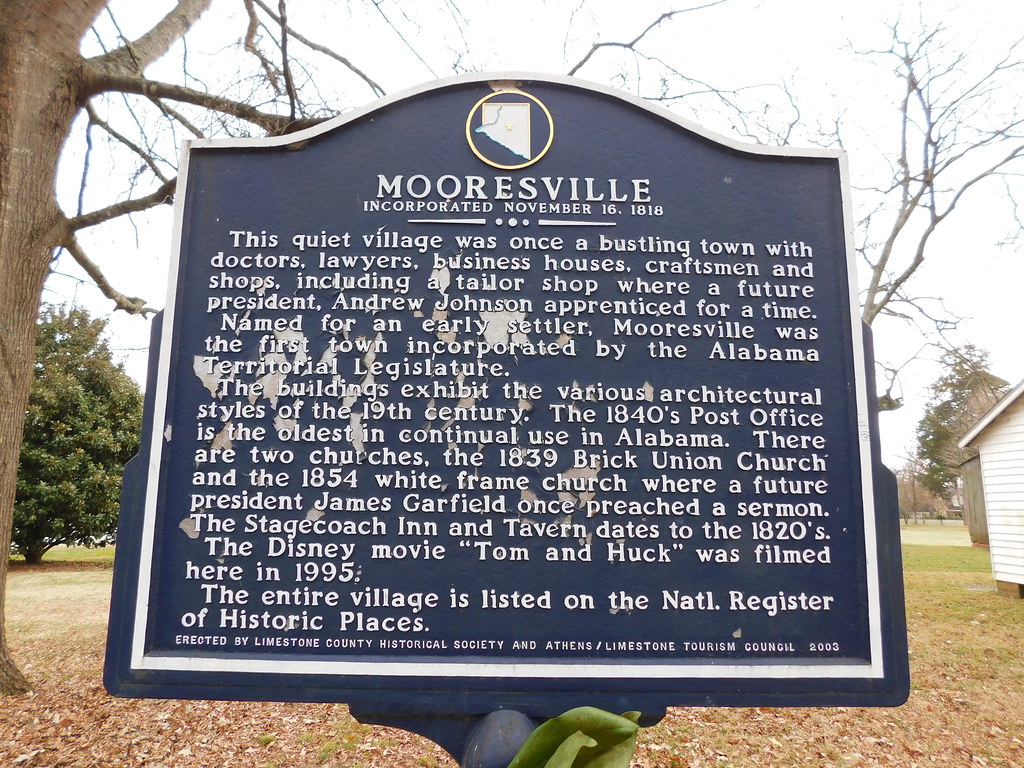 MOORESVILLE
INCORPORATED NOVEMBER 16, 1818
This quiet village was once a bustling town with
doctors, lawyers, business houses, craftsmen and
shops, including a tailor shop where a future
president, Andrew Johnson apprenticed for a time.
Named for an early settler, Mooresville was
the first town incorporated by the Alabama
Territorial Legislature.
The buildings exhibit the various architectural
styles of the 19th century. The 1840's Post Office
is the oldest in continual use in Alabama. There
are two churches, the 1839 Brick Union Church
and the 1854 white frame church where a future
president James Garfield once preached a sermon.
The Stagecoach Inn and Tavern dates to the 1820's.
The Disney movie "Tom and Huck" was filmed
here in 1995.
The entire village is listed on the Natl. Register
of Historic Places.
ERECTED BY LIMESTONE COUNTY HISTORICAL SOCIETY AND ATHENS/LIMESTONE TOURISM COUNCIL 2003